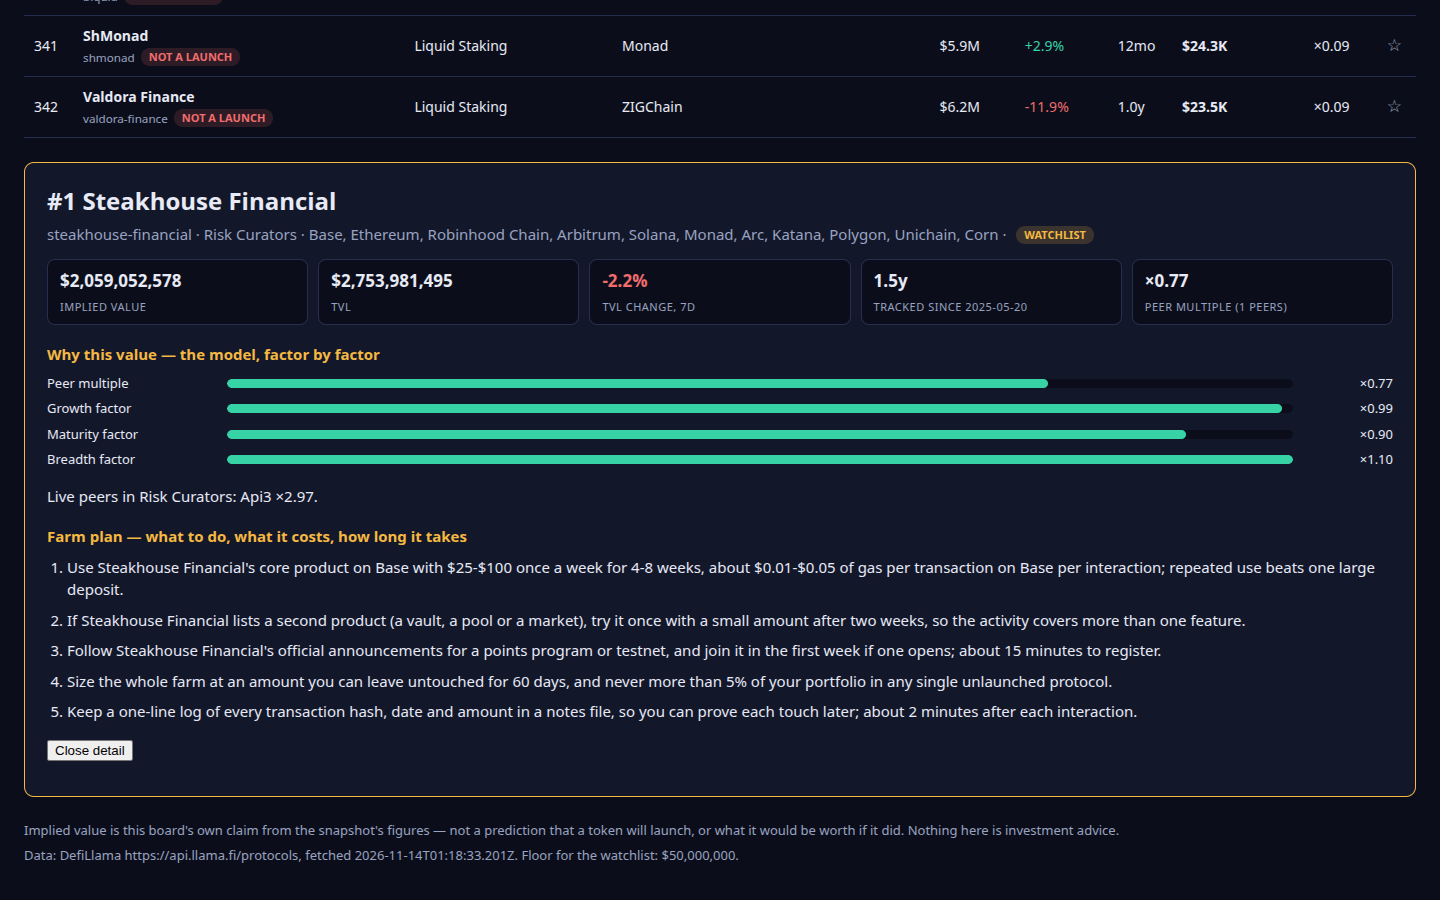 341 ShMonad Liquid Staking Monad $5.9M +2.9% 12mo $24.3K ×0.09 ☆
shmonad NOT A LAUNCH
342 Valdora Finance Liquid Staking ZIGChain $6.2M -11.9% 1.0y $23.5K ×0.09 ☆
valdora-finance NOT A LAUNCH
#1 Steakhouse Financial
steakhouse-financial · Risk Curators · Base, Ethereum, Robinhood Chain, Arbitrum, Solana, Monad, Arc, Katana, Polygon, Unichain, Corn · WATCHLIST
$2,059,052,578 $2,753,981,495 -2.2% 1.5y ×0.77
IMPLIED VALUE TVL TVL CHANGE, 7D TRACKED SINCE 2025-05-20 PEER MULTIPLE (1 PEERS)
Why this value — the model, factor by factor
Peer multiple ×0.77
Growth factor ×0.99
Maturity factor ×0.90
Breadth factor ×1.10
Live peers in Risk Curators: Api3 ×2.97.
Farm plan — what to do, what it costs, how long it takes
1. Use Steakhouse Financial's core product on Base with $25-$100 once a week for 4-8 weeks, about $0.01-$0.05 of gas per transaction on Base per interaction; repeated use beats one large
deposit.
2. If Steakhouse Financial lists a second product (a vault, a pool or a market), try it once with a small amount after two weeks, so the activity covers more than one feature.
3. Follow Steakhouse Financial's official announcements for a points program or testnet, and join it in the first week if one opens; about 15 minutes to register.
4. Size the whole farm at an amount you can leave untouched for 60 days, and never more than 5% of your portfolio in any single unlaunched protocol.
5. Keep a one-line log of every transaction hash, date and amount in a notes file, so you can prove each touch later; about 2 minutes after each interaction.
Close detail
Implied value is this board's own claim from the snapshot's figures — not a prediction that a token will launch, or what it would be worth if it did. Nothing here is investment advice.
Data: DefiLlama https://api.llama.fi/protocols, fetched 2026-11-14T01:18:33.201Z. Floor for the watchlist: $50,000,000.